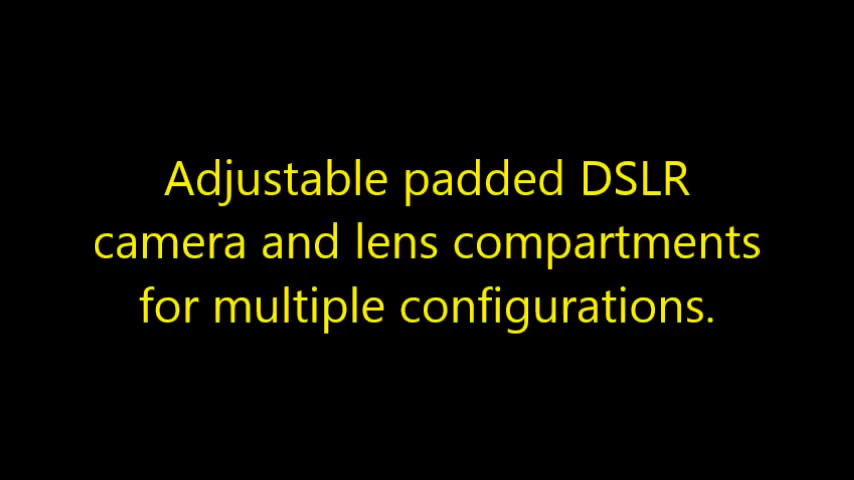 Adjustable padded DSLR
camera and lens compartments
for multiple configurations.